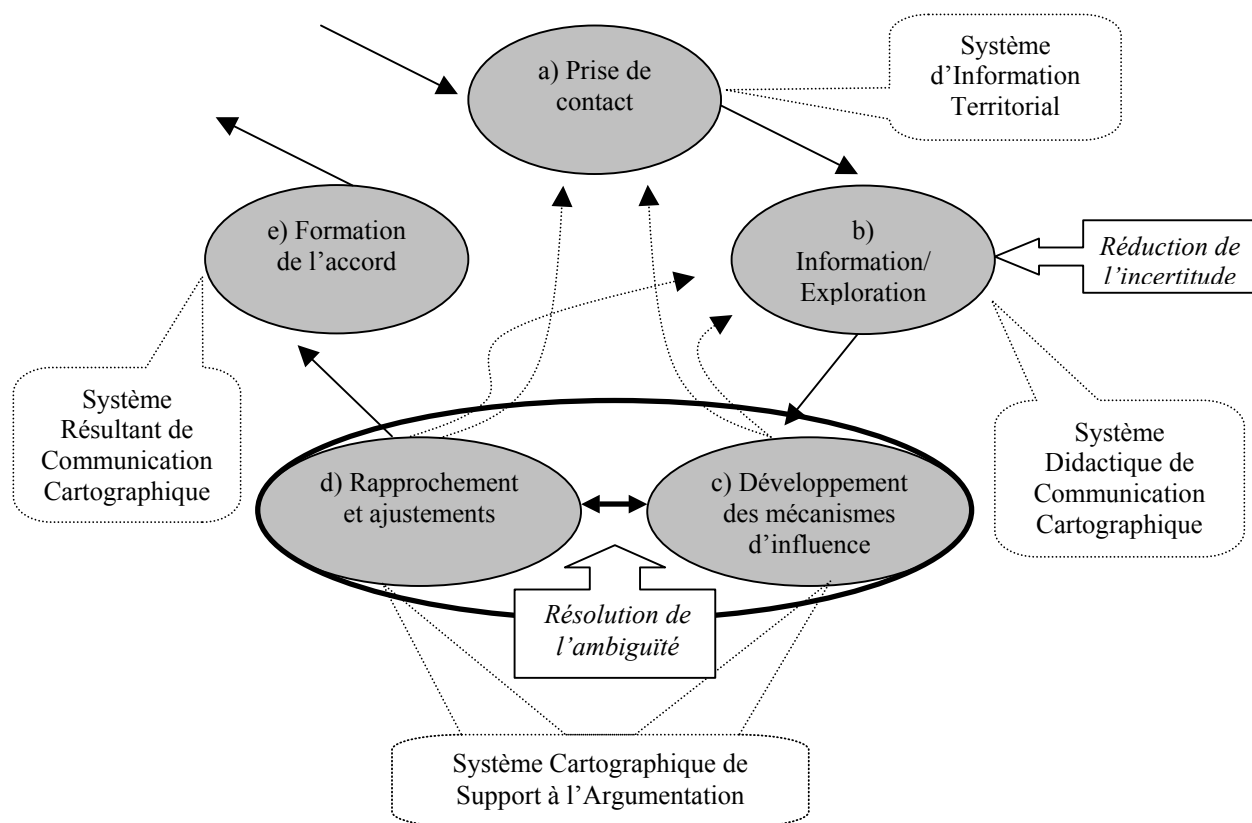 a) Prise de
contact
Système
d’Information
Territorial
e) Formation
de l’accord
b)
Information/
Exploration
Réduction de
l’incertitude
Système
Résultant de
Communication
Cartographique
Système
Didactique de
Communication
Cartographique
d) Rapprochement
et ajustements
c) Développement
des mécanismes
d’influence
Résolution de
l’ambiguïté
Système Cartographique de
Support à l’Argumentation